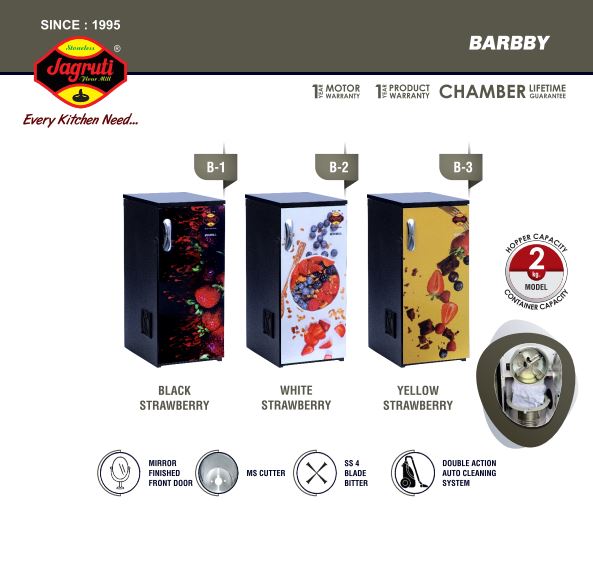 SINCE : 1995
BARBBY
Stoneless
®
Jagruti
Flour Mill
Every Kitchen Need...
1 YEAR MOTOR WARRANTY
1 YEAR PRODUCT WARRANTY
CHAMBER LIFETIME GUARANTEE
B-1
B-2
B-3
HOPPER CAPACITY
2
kg.
MODEL
CONTAINER CAPACITY
BLACK
STRAWBERRY
WHITE
STRAWBERRY
YELLOW
STRAWBERRY
MIRROR
FINISHED
FRONT DOOR
MS CUTTER
SS 4
BLADE
BITTER
DOUBLE ACTION
AUTO CLEANING
SYSTEM